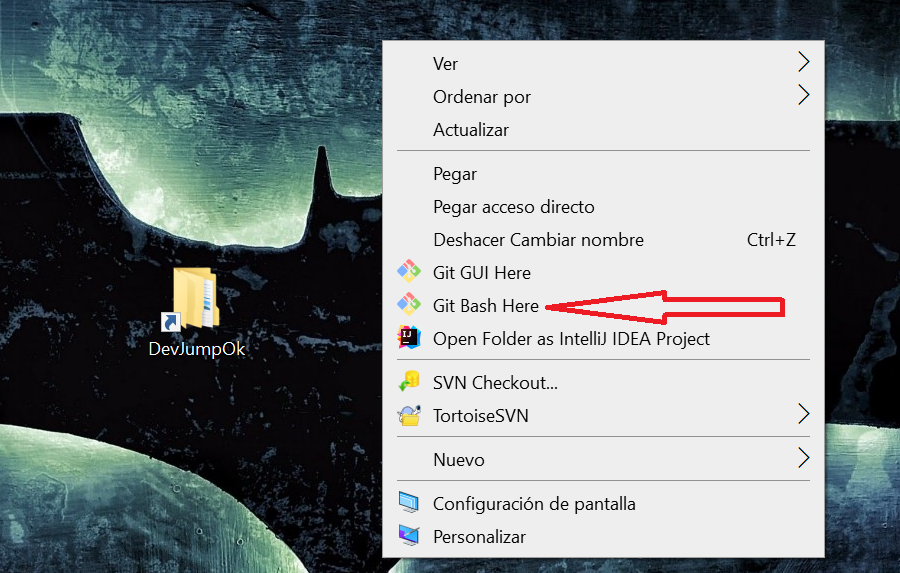 DevJumpOk
Ver
Ordenar por
Actualizar
Pegar
Pegar acceso directo
Deshacer Cambiar nombre Ctrl+Z
Git GUI Here
Git Bash Here
IJ
Open Folder as IntelliJ IDEA Project
SVN Checkout...
TortoiseSVN
Nuevo
Configuración de pantalla
Personalizar